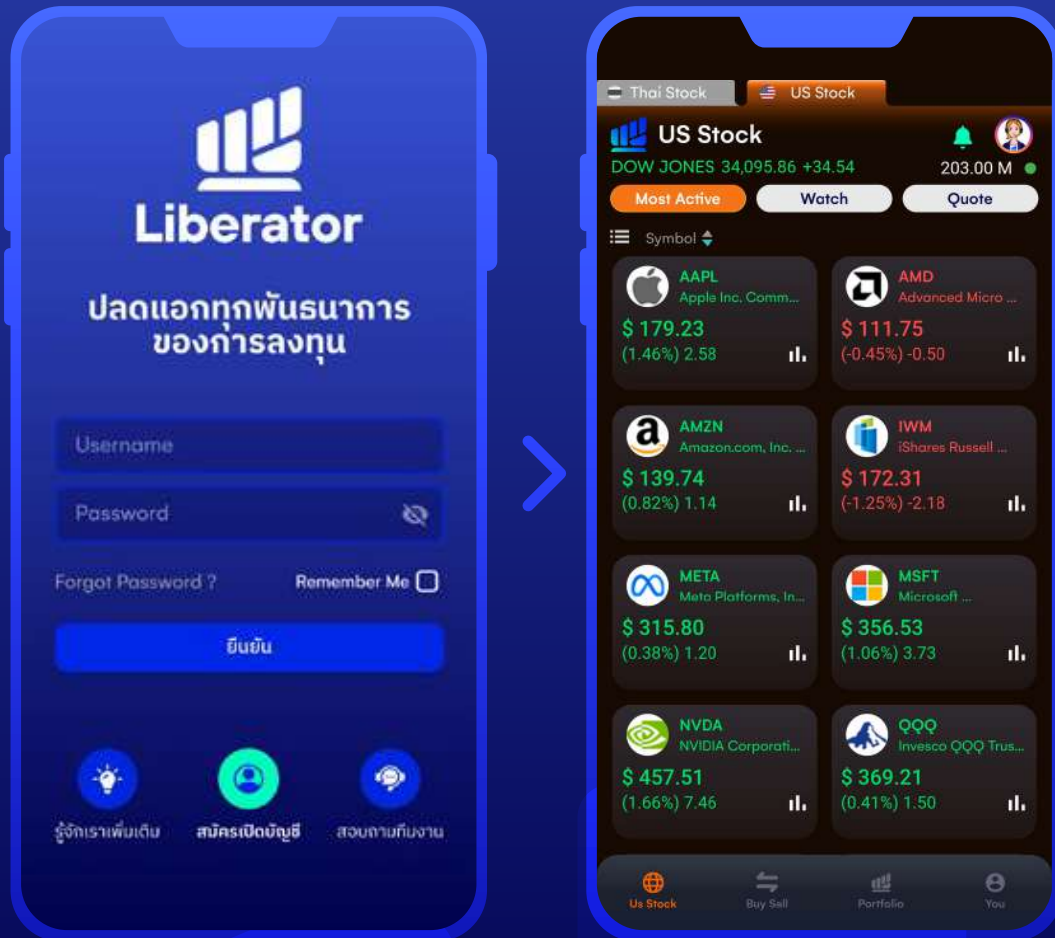 Liberator
ปลดแอกทุกพันธนาการ
ของการลงทุน
Username
Password
Forgot Password ?
Remember Me
ยืนยัน
รู้จักเราเพิ่มเติม
สมัครเปิดบัญชี
สอบถามทีมงาน
Thai Stock
US Stock
US Stock
DOW JONES 34,095.86 +34.54
203.00 M
Most Active
Watch
Quote
Symbol
AAPL
Apple Inc. Comm...
$ 179.23
(1.46%) 2.58
AMD
Advanced Micro ...
$ 111.75
(-0.45%) -0.50
AMZN
Amazon.com, Inc. ...
$ 139.74
(0.82%) 1.14
IWM
iShares Russell ...
$ 172.31
(-1.25%) -2.18
META
Meta Platforms, In...
$ 315.80
(0.38%) 1.20
MSFT
Microsoft ...
$ 356.53
(1.06%) 3.73
NVDA
NVIDIA Corporati...
$ 457.51
(1.66%) 7.46
QQQ
Invesco QQQ Trus...
$ 369.21
(0.41%) 1.50
Us Stock
Buy Sell
Portfolio
You